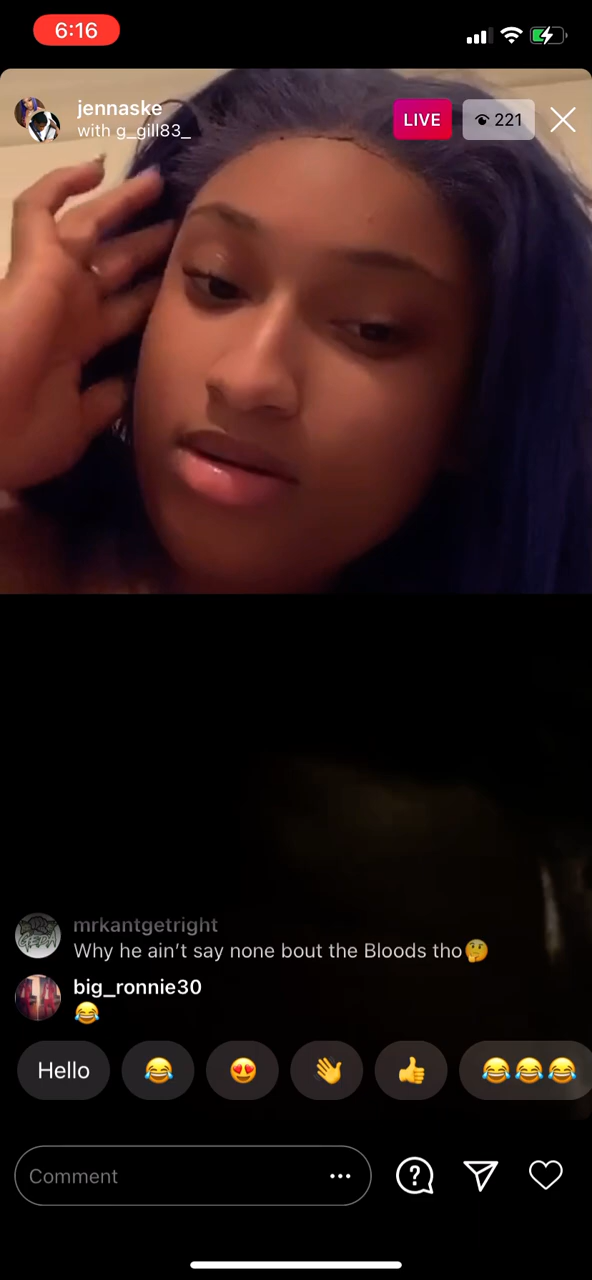 6:16
jennaske
with g_gill83_
LIVE
221
mrkantgetright
Why he ain't say none bout the Bloods tho🤔
big_ronnie30
😂
Hello 😂 😍 👋 👍 😂😂😂
Comment